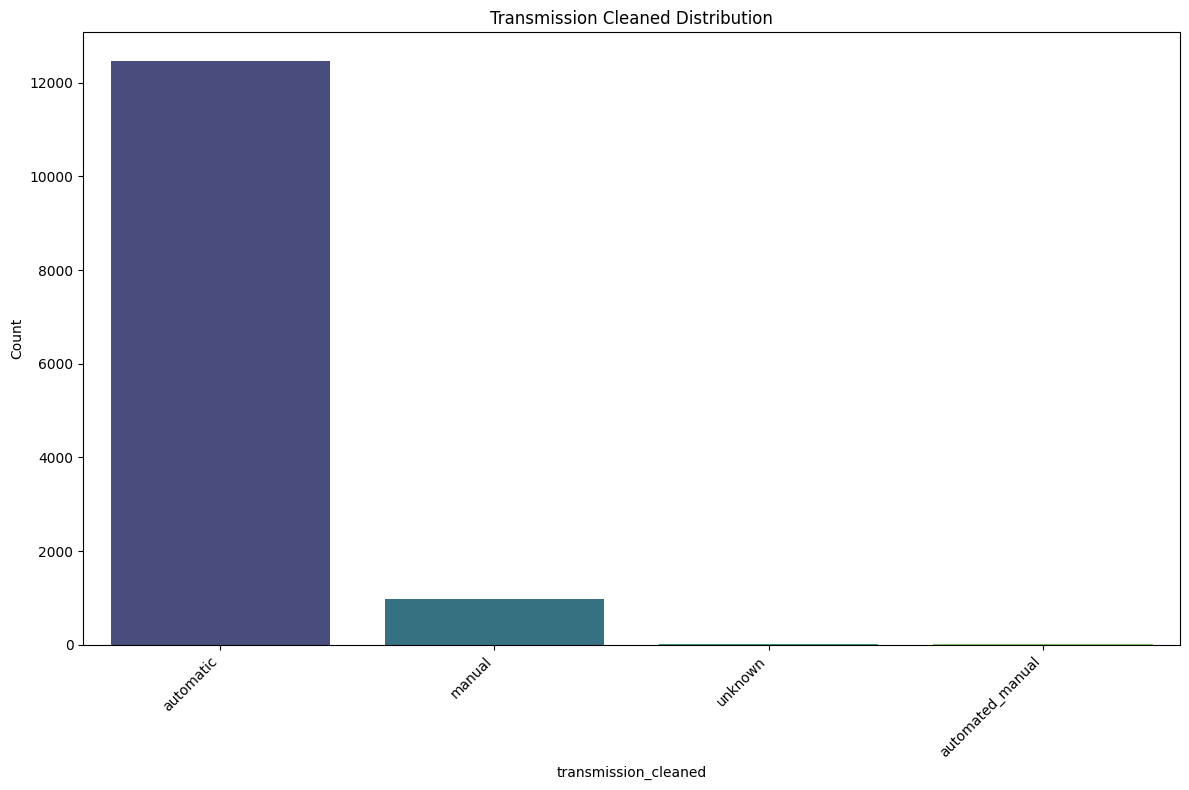 Transmission Cleaned Distribution
12000
10000
8000
6000
4000
2000
0
Count
automatic
manual
unknown
automated_manual
transmission_cleaned